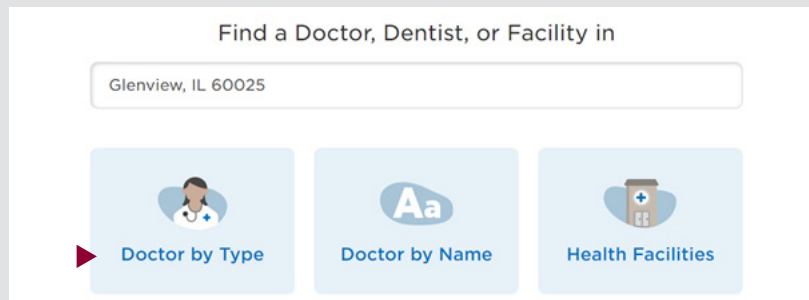 Find a Doctor, Dentist, or Facility in
Glenview, IL 60025
Aa
Doctor by Type
Doctor by Name
Health Facilities